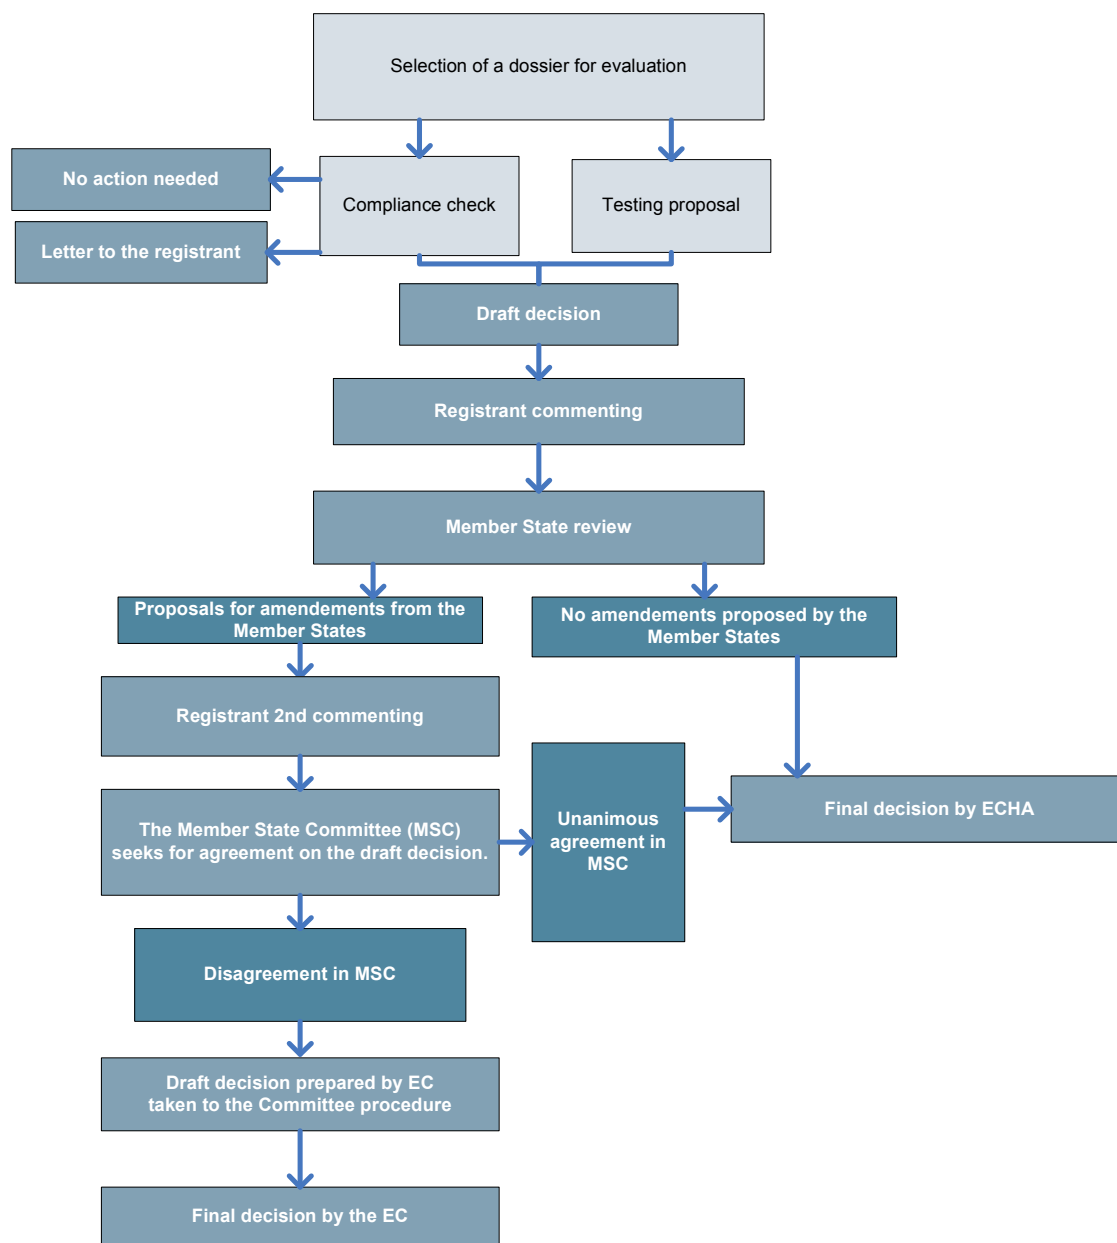 Selection of a dossier for evaluation
No action needed
Compliance check
Testing proposal
Letter to the registrant
Draft decision
Registrant commenting
Member State review
Proposals for amendements from the
Member States
No amendements proposed by the
Member States
Registrant 2nd commenting
The Member State Committee (MSC)
seeks for agreement on the draft decision.
Unanimous
agreement in
MSC
Final decision by ECHA
Disagreement in MSC
Draft decision prepared by EC
taken to the Committee procedure
Final decision by the EC